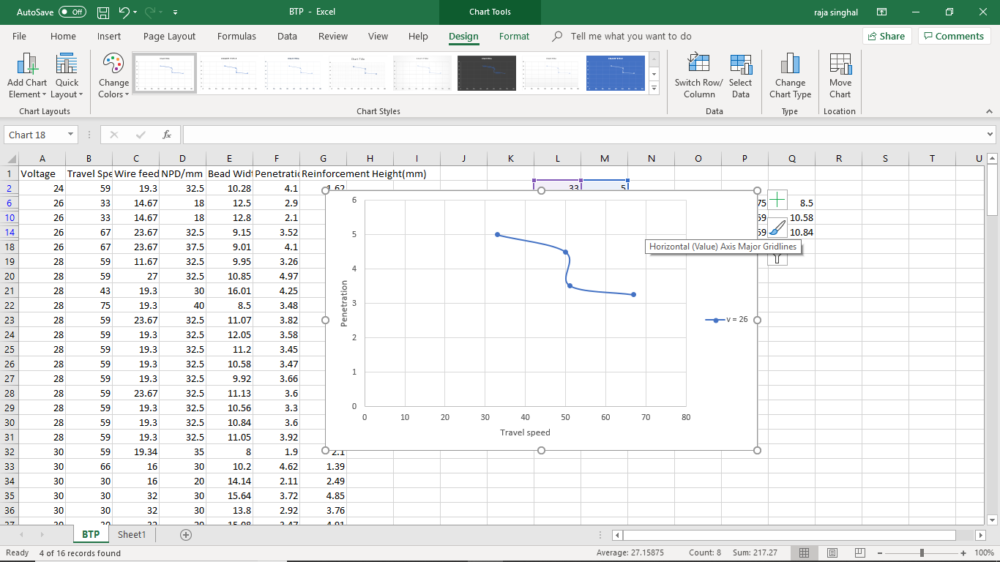 AutoSave Off BTP - Excel Chart Tools raja singhal
File Home Insert Page Layout Formulas Data Review View Help Design Format Tell me what you want to do Share Comments
Add Chart Element Quick Layout Change Colors Switch Row/ Column Select Data Change Chart Type Move Chart
Chart Layouts Chart Styles Data Type Location
Chart 18 fx
A B C D E F G H I J K L M N O P Q R S T U
1 Voltage Travel Spe Wire feed NPD/mm Bead Widt Penetratio Reinforcement Height(mm)
2 24 59 19.3 32.5 10.28 4.1 1.62 33 5
6 26 33 14.67 18 12.5 2.9 75 8.5
10 26 33 14.67 18 12.8 2.1 59 10.58
14 26 67 23.67 32.5 9.15 3.52 59 10.84
18 26 67 23.67 37.5 9.01 4.1
19 28 59 11.67 32.5 9.95 3.26
20 28 59 27 32.5 10.85 4.97
21 28 43 19.3 30 16.01 4.25
22 28 75 19.3 40 8.5 3.48
23 28 59 23.67 32.5 11.07 3.82
24 28 59 19.3 32.5 12.05 3.58
25 28 59 19.3 32.5 11.2 3.45
26 28 59 19.3 32.5 10.58 3.47
27 28 59 19.3 32.5 9.92 3.66
28 28 59 23.67 32.5 11.13 3.6
29 28 59 19.3 32.5 10.56 3.3
30 28 59 19.3 32.5 10.84 3.6
31 28 59 19.3 32.5 11.05 3.92
32 30 59 19.34 35 8 1.9 2.1
33 30 66 16 30 10.2 4.62 1.39
34 30 30 16 20 14.14 2.11 2.49
35 30 30 32 30 15.64 3.72 4.85
36 30 30 32 30 13.8 2.92 3.76
37 30 30 32 20 15.08 3.47 4.91
6
5
4
3
2
1
0
Penetration
0 10 20 30 40 50 60 70 80
Travel speed
v = 26
Horizontal (Value) Axis Major Gridlines
BTP Sheet1
Ready 4 of 16 records found Average: 27.15875 Count: 8 Sum: 217.27 100%